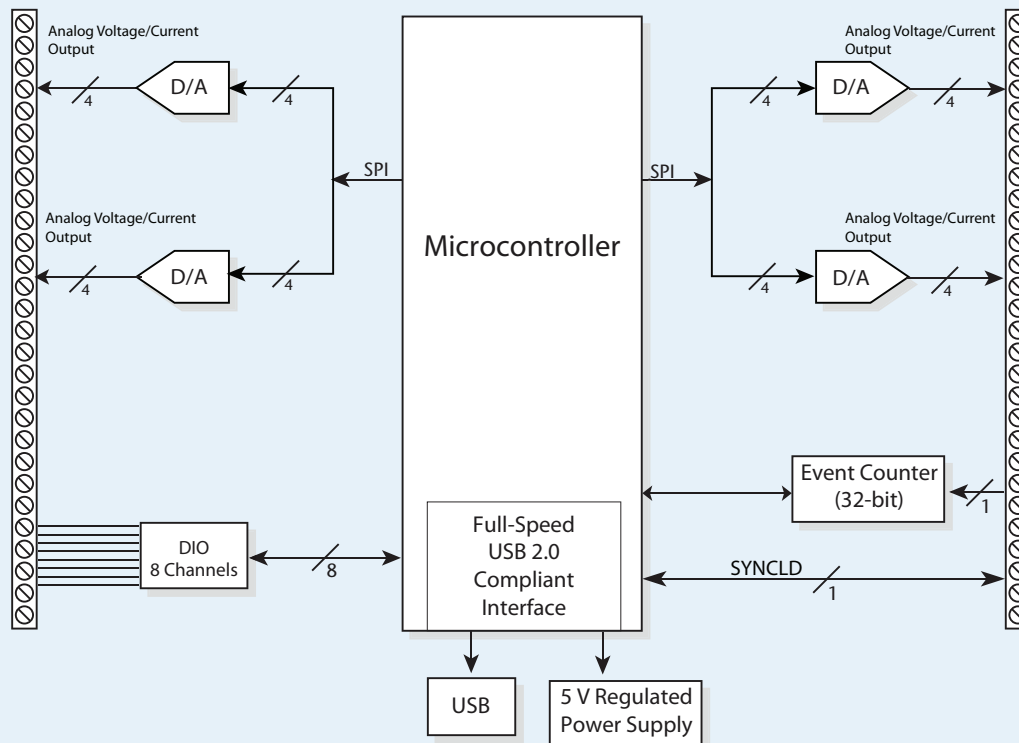 Analog Voltage/Current
Output
D/A
4
4
SPI
Analog Voltage/Current
Output
D/A
4
4
Microcontroller
SPI
Analog Voltage/Current
Output
4
D/A
4
Analog Voltage/Current
Output
4
D/A
4
Event Counter
(32-bit)
1
SYNCLD
1
DIO
8 Channels
8
Full-Speed
USB 2.0
Compliant
Interface
USB
5 V Regulated
Power Supply